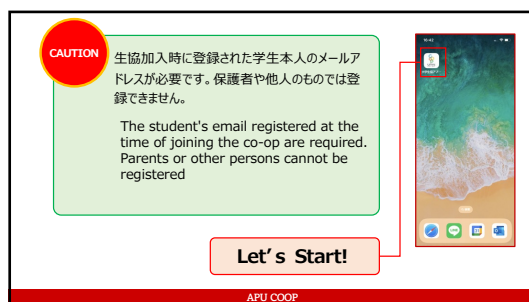 CAUTION
生協加入時に登録された学生本人のメールア
ドレスが必要です。保護者や他人のものでは登
録できません。
The student's email registered at the
time of joining the co-op are required.
Parents or other persons cannot be
registered
16:42
Let's Start!
APU COOP